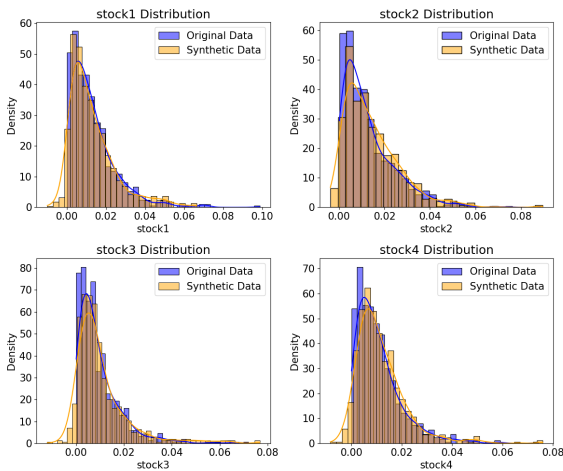 stock1 Distribution
Original Data
Synthetic Data
Density
60
50
40
30
20
10
0
0.00 0.02 0.04 0.06 0.08 0.10
stock1
stock2 Distribution
Original Data
Synthetic Data
Density
60
50
40
30
20
10
0
0.00 0.02 0.04 0.06 0.08
stock2
stock3 Distribution
Original Data
Synthetic Data
Density
80
70
60
50
40
30
20
10
0
0.00 0.02 0.04 0.06 0.08
stock3
stock4 Distribution
Original Data
Synthetic Data
Density
70
60
50
40
30
20
10
0
0.00 0.02 0.04 0.06 0.08
stock4